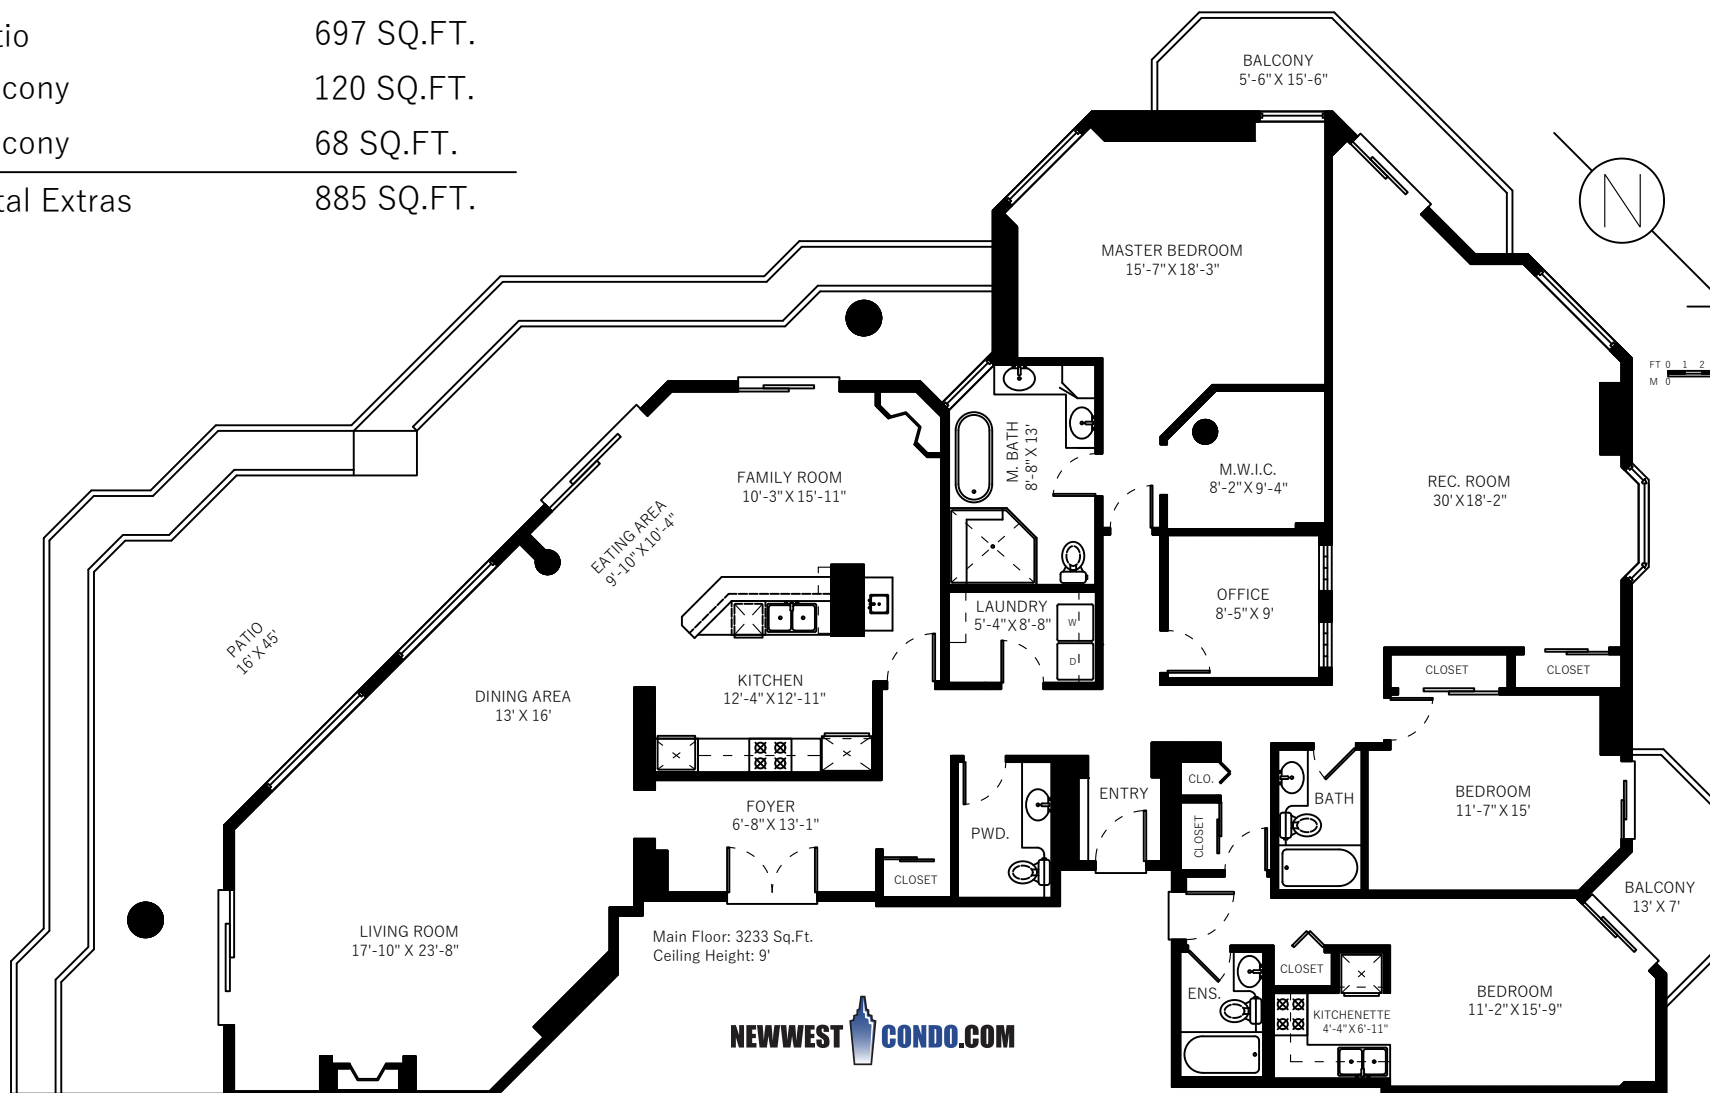 tio 697 SQ.FT.
cony 120 SQ.FT.
cony 68 SQ.FT.
tal Extras 885 SQ.FT.
BALCONY
5'-6" X 15'-6"
N
MASTER BEDROOM
15'-7" X 18'-3"
FT 0 1 2
M 0
M. BATH
8'-8" X 13'
M.W.I.C.
8'-2" X 9'-4"
REC. ROOM
30' X 18'-2"
FAMILY ROOM
10'-3" X 15'-11"
EATING AREA
9'-10" X 10'-4"
PATIO
16' X 45'
LAUNDRY
5'-4" X 8'-8"
W
D
OFFICE
8'-5" X 9'
DINING AREA
13' X 16'
KITCHEN
12'-4" X 12'-11"
CLOSET
CLOSET
FOYER
6'-8" X 13'-1"
CLOSET
PWD.
ENTRY
CLO.
CLOSET
BATH
BEDROOM
11'-7" X 15'
BALCONY
13' X 7'
LIVING ROOM
17'-10" X 23'-8"
Main Floor: 3233 Sq.Ft.
Ceiling Height: 9'
ENS.
CLOSET
KITCHENETTE
4'-4" X 6'-11"
BEDROOM
11'-2" X 15'-9"
NEWWEST CONDO.COM